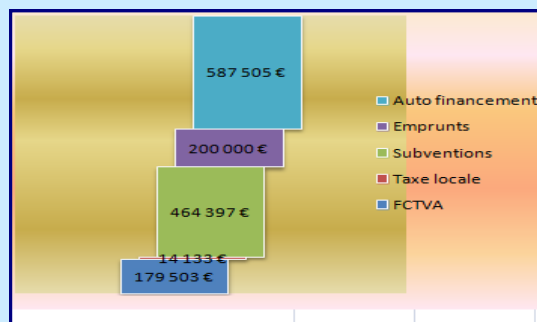 587 505 €
200 000 €
464 397 €
14 133 €
179 503 €
Auto financement
Emprunts
Subventions
Taxe locale
FCTVA